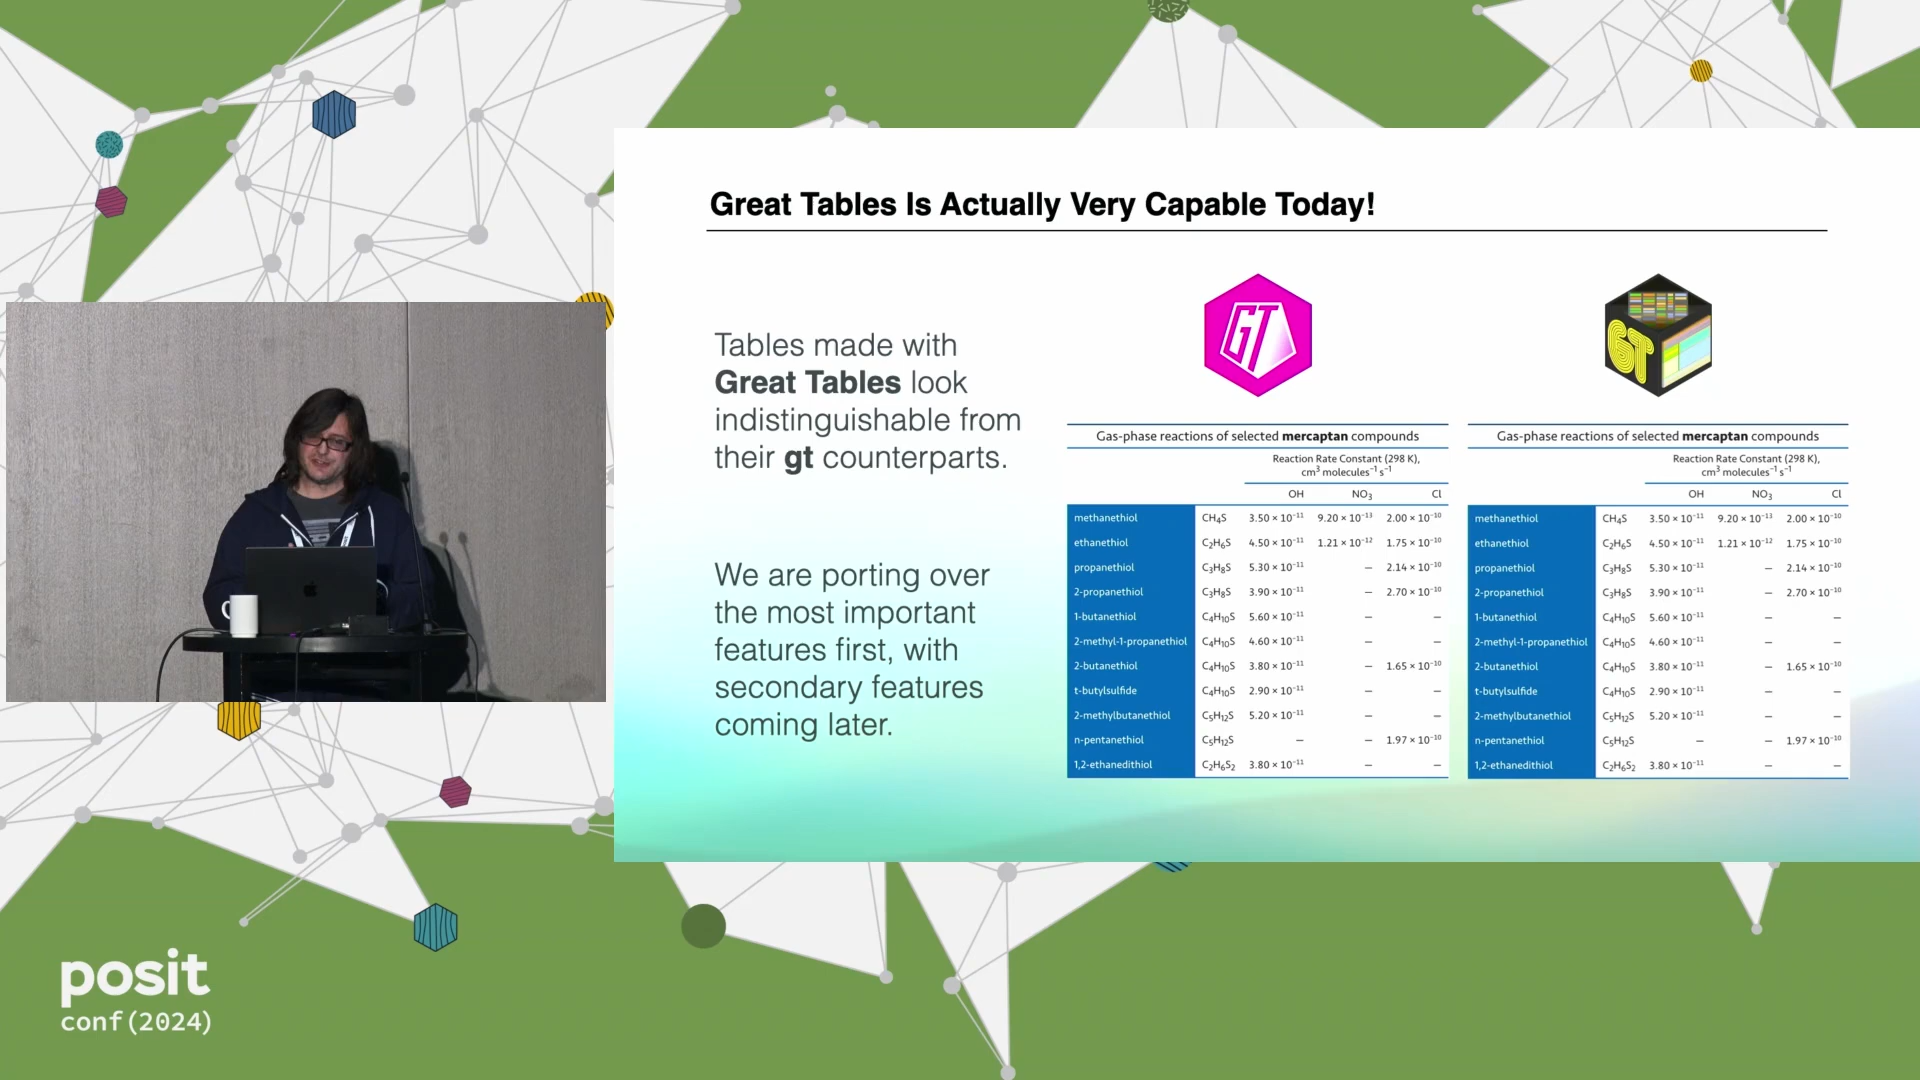 Great Tables Is Actually Very Capable Today!
Tables made with
Great Tables look
indistinguishable from
their gt counterparts.
We are porting over
the most important
features first, with
secondary features
coming later.
GT
Gas-phase reactions of selected mercaptan compounds
Reaction Rate Constant (298 K),
cm³ molecules⁻¹ s⁻¹
OH NO₃ Cl
methanethiol CH₄S 3.50 × 10⁻¹¹ 9.20 × 10⁻¹³ 2.00 × 10⁻¹⁰
ethanethiol C₂H₆S 4.50 × 10⁻¹¹ 1.21 × 10⁻¹² 1.75 × 10⁻¹⁰
propanethiol C₃H₈S 5.30 × 10⁻¹¹ — 2.14 × 10⁻¹⁰
2-propanethiol C₃H₈S 3.90 × 10⁻¹¹ — 2.70 × 10⁻¹⁰
1-butanethiol C₄H₁₀S 5.60 × 10⁻¹¹ — —
2-methyl-1-propanethiol C₄H₁₀S 4.60 × 10⁻¹¹ — —
2-butanethiol C₄H₁₀S 3.80 × 10⁻¹¹ — 1.65 × 10⁻¹⁰
t-butylsulfide C₄H₁₀S 2.90 × 10⁻¹¹ — —
2-methylbutanethiol C₅H₁₂S 5.20 × 10⁻¹¹ — —
n-pentanethiol C₅H₁₂S — — 1.97 × 10⁻¹⁰
1,2-ethanedithiol C₂H₆S₂ 3.80 × 10⁻¹¹ — —
GT
Gas-phase reactions of selected mercaptan compounds
Reaction Rate Constant (298 K),
cm³ molecules⁻¹ s⁻¹
OH NO₃ Cl
methanethiol CH₄S 3.50 × 10⁻¹¹ 9.20 × 10⁻¹³ 2.00 × 10⁻¹⁰
ethanethiol C₂H₆S 4.50 × 10⁻¹¹ 1.21 × 10⁻¹² 1.75 × 10⁻¹⁰
propanethiol C₃H₈S 5.30 × 10⁻¹¹ — 2.14 × 10⁻¹⁰
2-propanethiol C₃H₈S 3.90 × 10⁻¹¹ — 2.70 × 10⁻¹⁰
1-butanethiol C₄H₁₀S 5.60 × 10⁻¹¹ — —
2-methyl-1-propanethiol C₄H₁₀S 4.60 × 10⁻¹¹ — —
2-butanethiol C₄H₁₀S 3.80 × 10⁻¹¹ — 1.65 × 10⁻¹⁰
t-butylsulfide C₄H₁₀S 2.90 × 10⁻¹¹ — —
2-methylbutanethiol C₅H₁₂S 5.20 × 10⁻¹¹ — —
n-pentanethiol C₅H₁₂S — — 1.97 × 10⁻¹⁰
1,2-ethanedithiol C₂H₆S₂ 3.80 × 10⁻¹¹ — —
posit
conf(2024)